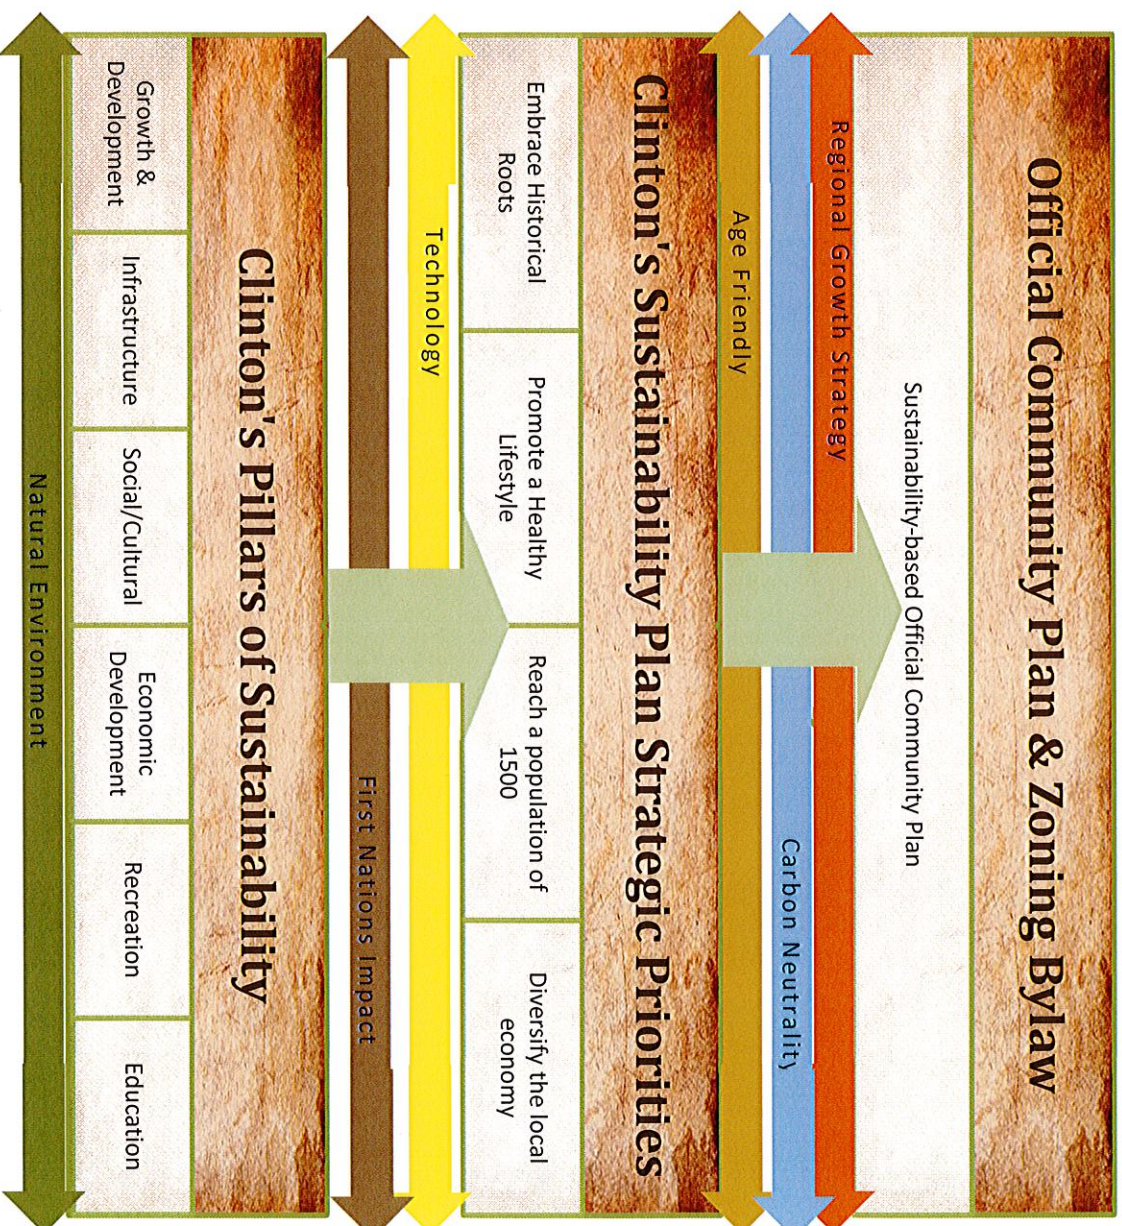 Official Community Plan & Zoning Bylaw
Sustainability-based Official Community Plan
Regional Growth Strategy
Carbon Neutrality
Age Friendly
Clinton's Sustainability Plan Strategic Priorities
Embrace Historical
Roots
Promote a Healthy
Lifestyle
Reach a population of
1500
Diversify the local
economy
Technology
First Nations Impact
Clinton's Pillars of Sustainability
Growth &
Development
Infrastructure
Social/Cultural
Economic
Development
Recreation
Education
Natural Environment